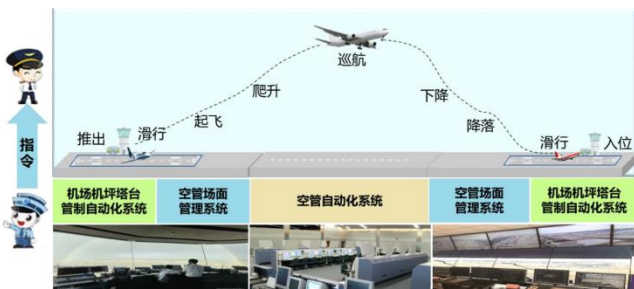 巡航
爬升
下降
起飞
降落
推出
滑行
滑行
入位
指令
机场机坪塔台
管制自动化系统
空管场面
管理系统
空管自动化系统
空管场面
管理系统
机场机坪塔台
管制自动化系统